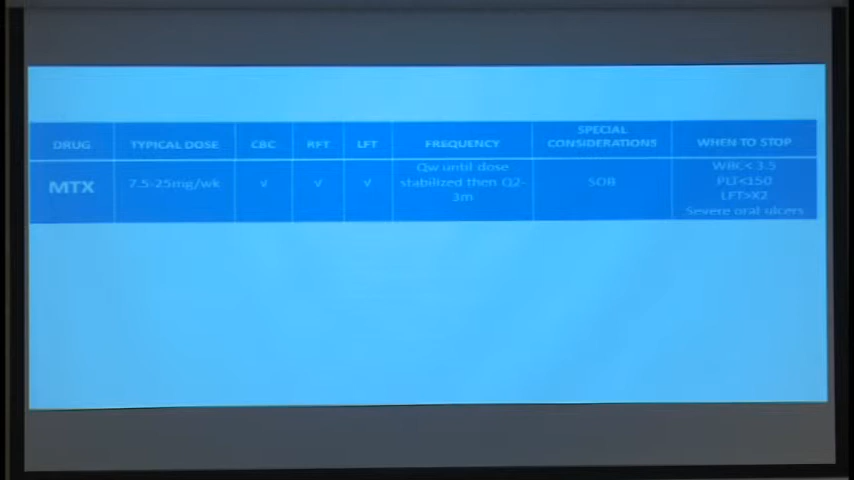 DRUG
TYPICAL DOSE
CBC
RFT
LFT
FREQUENCY
SPECIAL
CONSIDERATIONS
WHEN TO STOP
MTX
7.5-25mg/wk
√
√
√
Qw until dose
stabilized then Q2-
3m
SOB
WBC< 3.5
PLT<150
LFT>X2
Severe oral ulcers